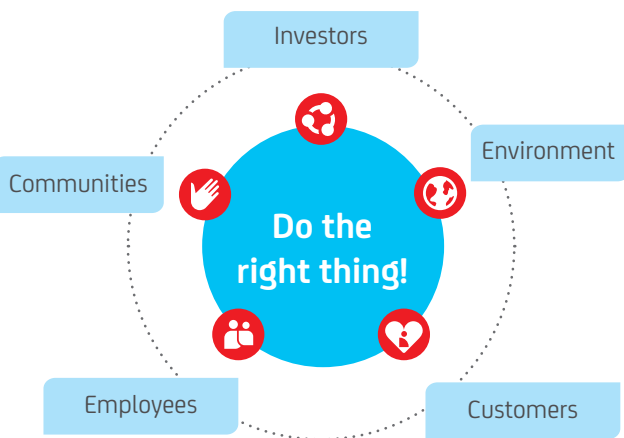 Investors
Environment
Communities
Do the
right thing!
Employees
Customers